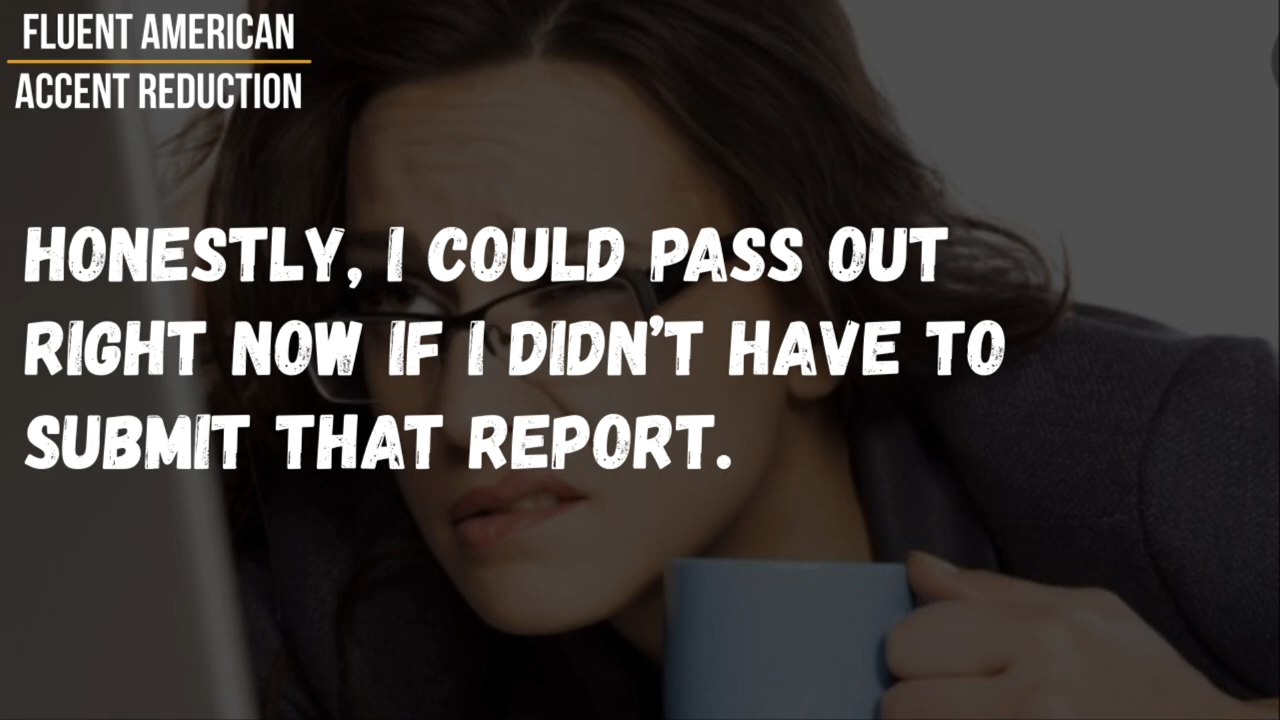 FLUENT AMERICAN
ACCENT REDUCTION
HONESTLY, I COULD PASS OUT
RIGHT NOW IF I DIDN'T HAVE TO
SUBMIT THAT REPORT.